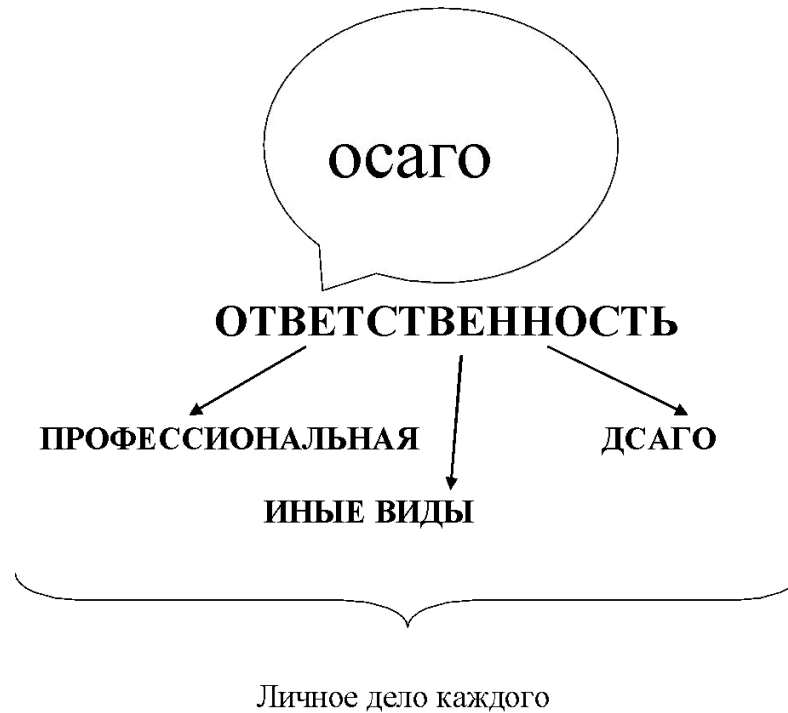 осаго
ОТВЕТСТВЕННОСТЬ
ПРОФЕССИОНАЛЬНАЯ ДСАГО
ИНЫЕ ВИДЫ
Личное дело каждого